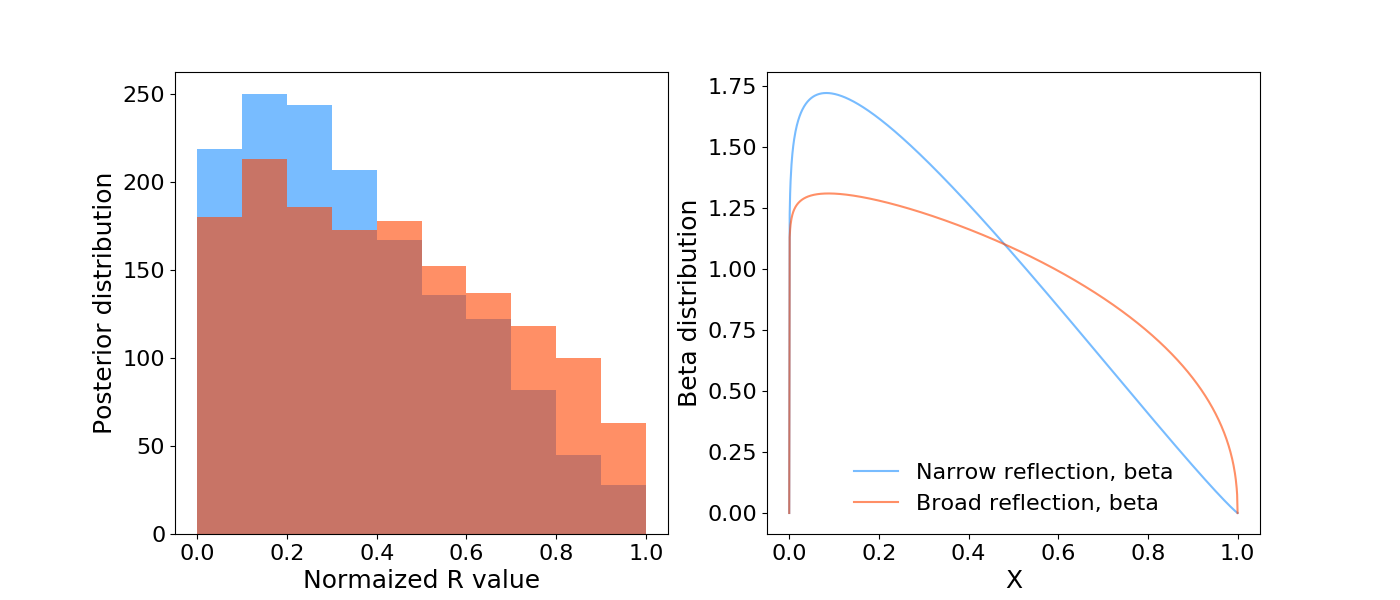 250
200
150
100
50
0
0.0 0.2 0.4 0.6 0.8 1.0
Normaized R value
Posterior distribution
1.75
1.50
1.25
1.00
0.75
0.50
0.25
0.00
0.0 0.2 0.4 0.6 0.8 1.0
X
Beta distribution
Narrow reflection, beta
Broad reflection, beta